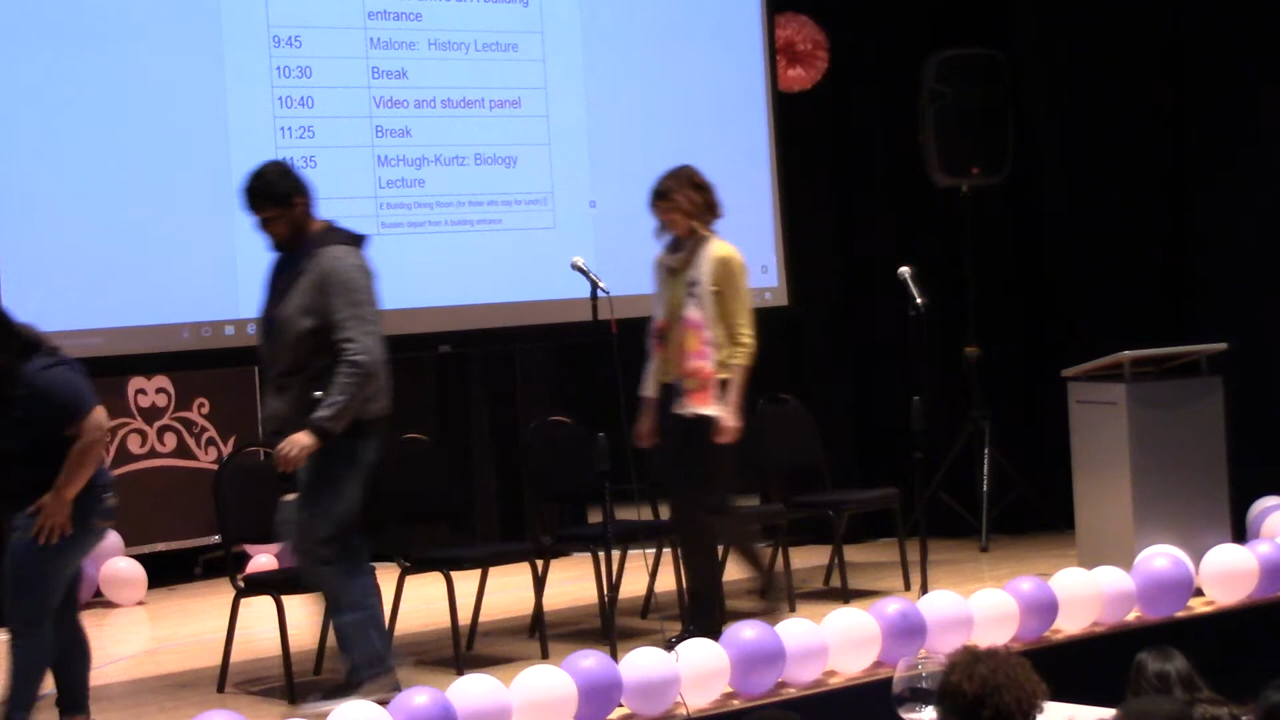 entrance
9:45 Malone: History Lecture
10:30 Break
10:40 Video and student panel
11:25 Break
11:35 McHugh-Kurtz: Biology
Lecture
E Building Dining Room (for those who stay for lunch)
Busses depart from A building entrance